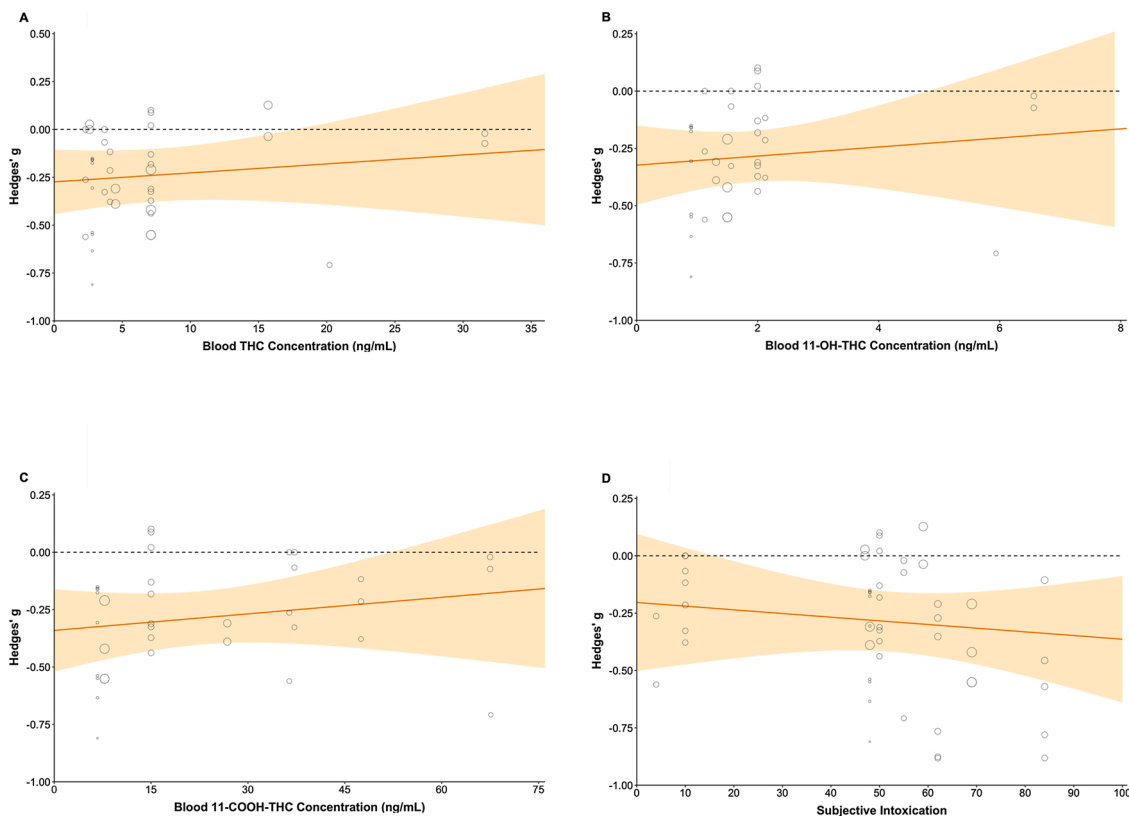 A
0.50
0.25
0.00
-0.25
-0.50
-0.75
-1.00
Hedges' g
0 5 10 15 20 25 30 35
Blood THC Concentration (ng/mL)
B
0.25
0.00
-0.25
-0.50
-0.75
-1.00
Hedges' g
0 2 4 6 8
Blood 11-OH-THC Concentration (ng/mL)
C
0.25
0.00
-0.25
-0.50
-0.75
-1.00
Hedges' g
0 15 30 45 60 75
Blood 11-COOH-THC Concentration (ng/mL)
D
0.25
0.00
-0.25
-0.50
-0.75
-1.00
Hedges' g
0 10 20 30 40 50 60 70 80 90 100
Subjective Intoxication